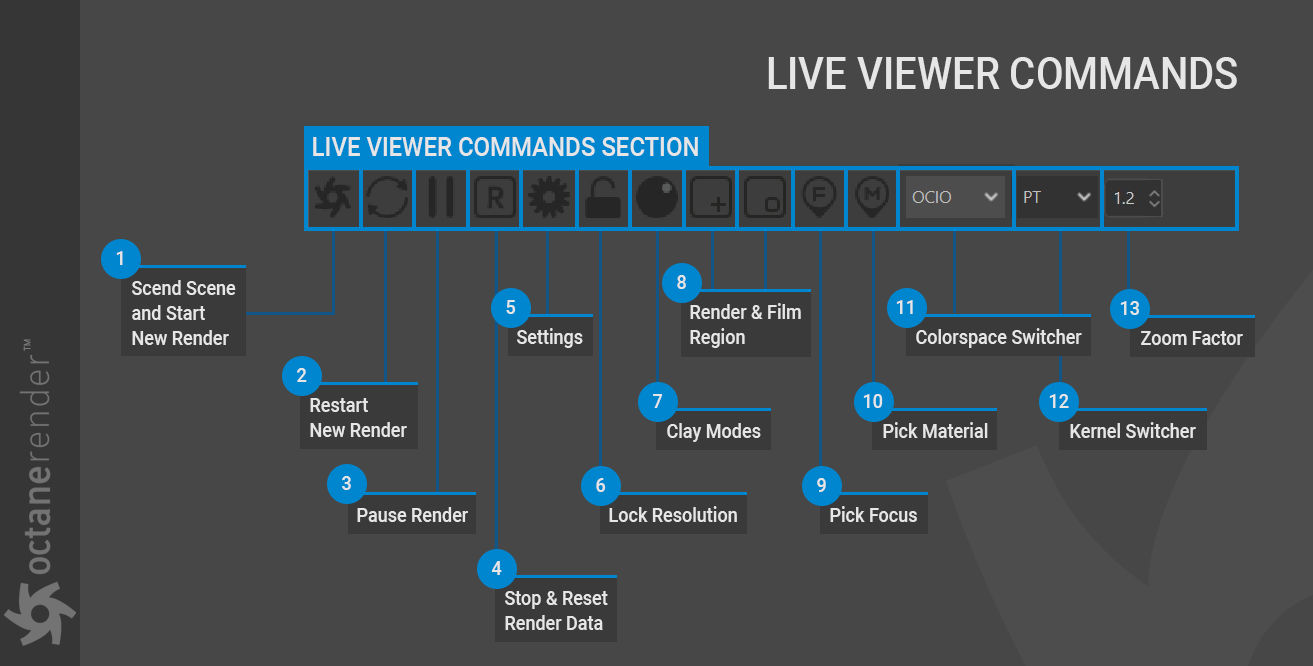 LIVE VIEWER COMMANDS
LIVE VIEWER COMMANDS SECTION
R
F
M
OCIO
PT
1.2
1
Scend Scene
and Start
New Render
2
Restart
New Render
3
Pause Render
4
Stop & Reset
Render Data
5
Settings
6
Lock Resolution
7
Clay Modes
8
Render & Film
Region
9
Pick Focus
10
Pick Material
11
Colorspace Switcher
12
Kernel Switcher
13
Zoom Factor
octanerender™